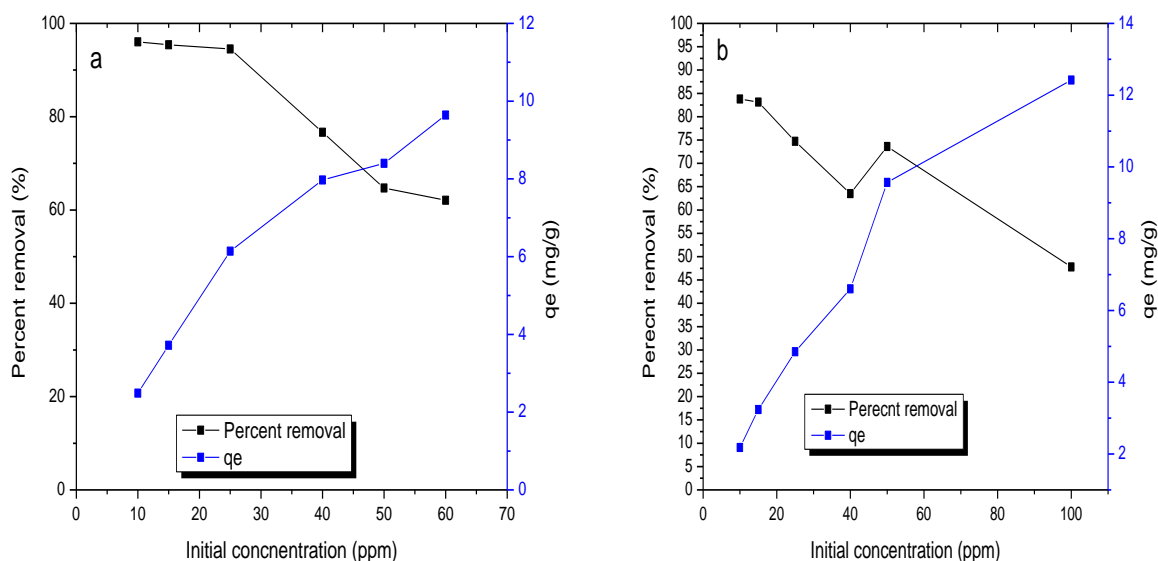 a
Percent removal (%)
100
80
60
40
20
0
12
10
8
6
4
2
0
qe (mg/g)
Percent removal
qe
0 10 20 30 40 50 60 70
Initial concnentration (ppm)
b
Perecnt removal (%)
100
95
90
85
80
75
70
65
60
55
50
45
40
35
30
25
20
15
10
5
0
14
12
10
8
6
4
2
qe (mg/g)
Perecnt removal
qe
0 20 40 60 80 100
Initial concentration (ppm)